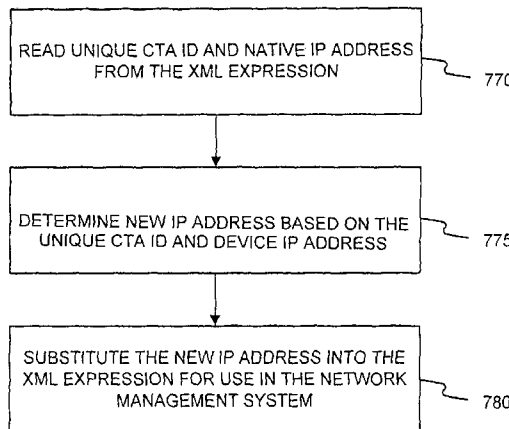 READ UNIQUE CTA ID AND NATIVE IP ADDRESS
FROM THE XML EXPRESSION
770
DETERMINE NEW IP ADDRESS BASED ON THE
UNIQUE CTA ID AND DEVICE IP ADDRESS
775
SUBSTITUTE THE NEW IP ADDRESS INTO THE
XML EXPRESSION FOR USE IN THE NETWORK
MANAGEMENT SYSTEM
780